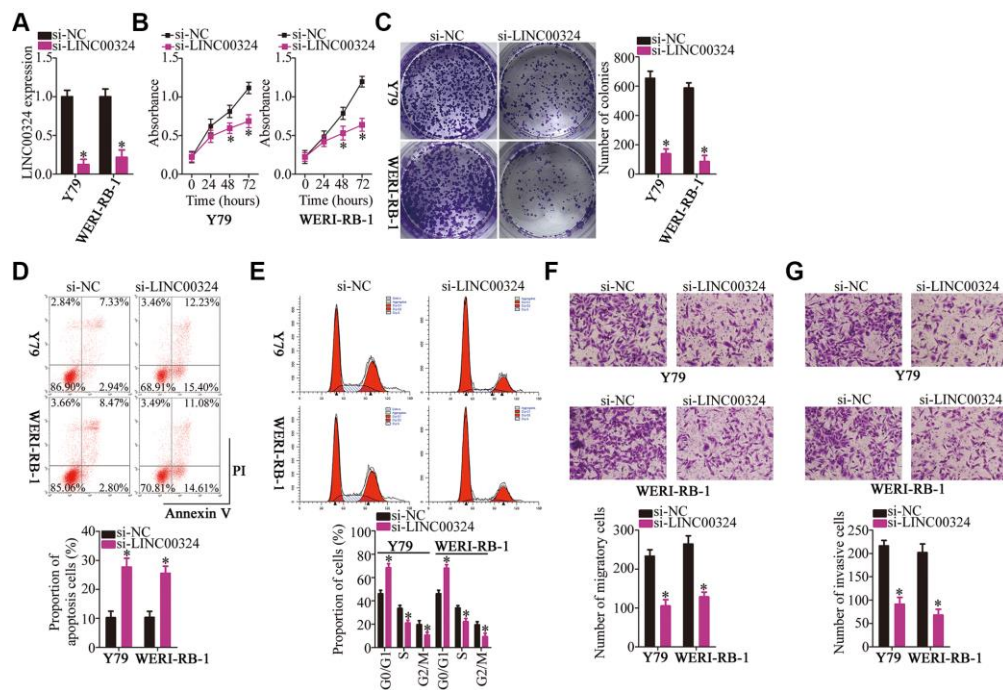 A
si-NC
si-LINC00324
LINC00324 expression
1.5
1.0
0.5
0.0
*
*
Y79
WERI-RB-1
B
si-NC
si-LINC00324
Absorbance
1.5
1.0
0.5
0.0
*
*
0 24 48 72
Time (hours)
Y79
si-NC
si-LINC00324
Absorbance
1.5
1.0
0.5
0.0
*
*
0 24 48 72
Time (hours)
WERI-RB-1
C
si-NC si-LINC00324
Y79
WERI-RB-1
si-NC
si-LINC00324
Number of colonies
800
600
400
200
0
*
*
Y79
WERI-RB-1
D
si-NC si-LINC00324
Y79
2.84% 7.33% 3.46% 12.23%
86.90% 2.94% 68.91% 15.40%
WERI-RB-1
3.66% 8.47% 3.49% 11.08%
85.06% 2.80% 70.81% 14.61%
PI
Annexin V
si-NC
si-LINC00324
Proportion of
apoptosis cells (%)
40
30
20
10
0
*
*
Y79 WERI-RB-1
E
si-NC si-LINC00324
Y79
WERI-RB-1
si-NC
si-LINC00324
Proportion of cells (%)
100
80
60
40
20
0
Y79 WERI-RB-1
* * * * * *
G0/G1 S G2/M G0/G1 S G2/M
F
si-NC si-LINC00324
Y79
si-NC si-LINC00324
WERI-RB-1
si-NC
si-LINC00324
Number of migratory cells
300
200
100
0
*
*
Y79 WERI-RB-1
G
si-NC si-LINC00324
Y79
si-NC si-LINC00324
WERI-RB-1
si-NC
si-LINC00324
Number of invasive cells
250
200
150
100
50
0
*
*
Y79 WERI-RB-1